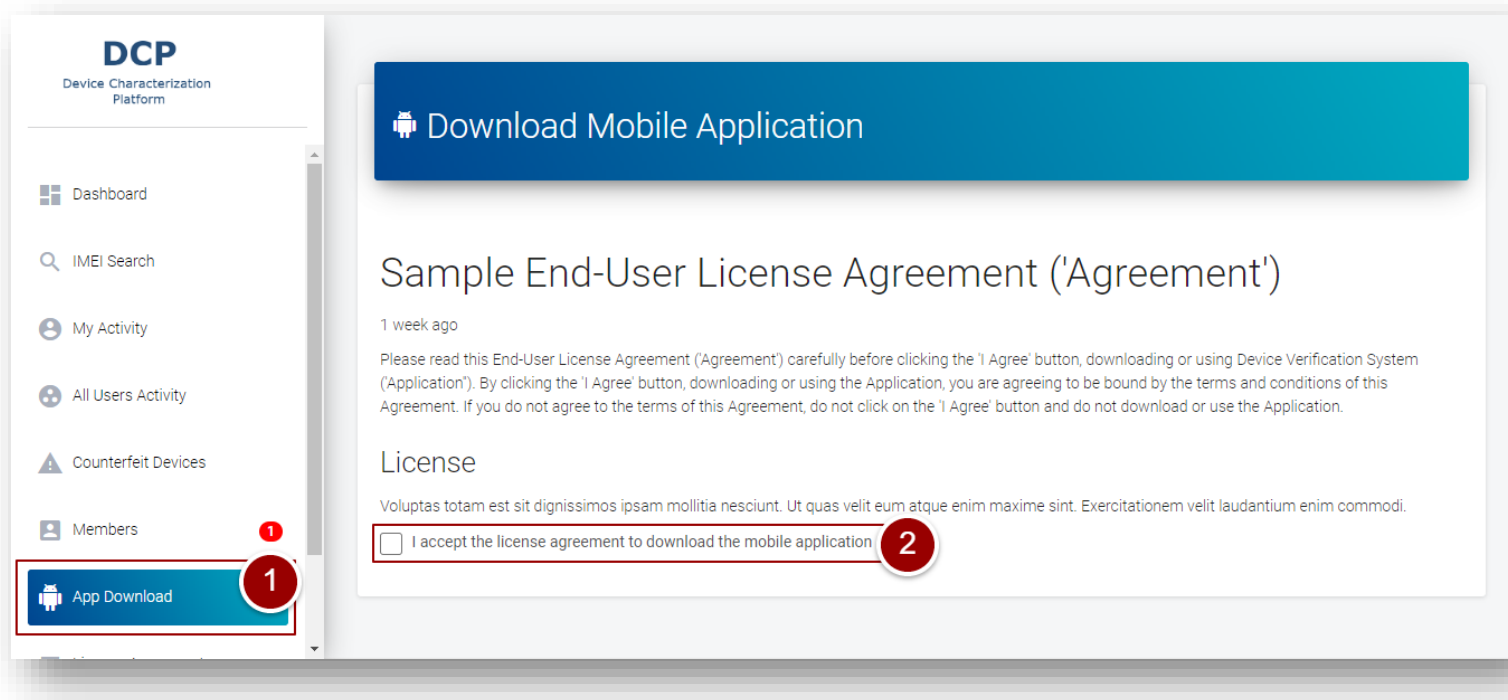 DCP
Device Characterization
Platform
Dashboard
IMEI Search
My Activity
All Users Activity
Counterfeit Devices
Members
1
App Download
1
Download Mobile Application
Sample End-User License Agreement ('Agreement')
1 week ago
Please read this End-User License Agreement ('Agreement') carefully before clicking the 'I Agree' button, downloading or using Device Verification System
('Application"). By clicking the 'I Agree' button, downloading or using the Application, you are agreeing to be bound by the terms and conditions of this
Agreement. If you do not agree to the terms of this Agreement, do not click on the 'I Agree' button and do not download or use the Application.
License
Voluptas totam est sit dignissimos ipsam mollitia nesciunt. Ut quas velit eum atque enim maxime sint. Exercitationem velit laudantium enim commodi.
I accept the license agreement to download the mobile application
2